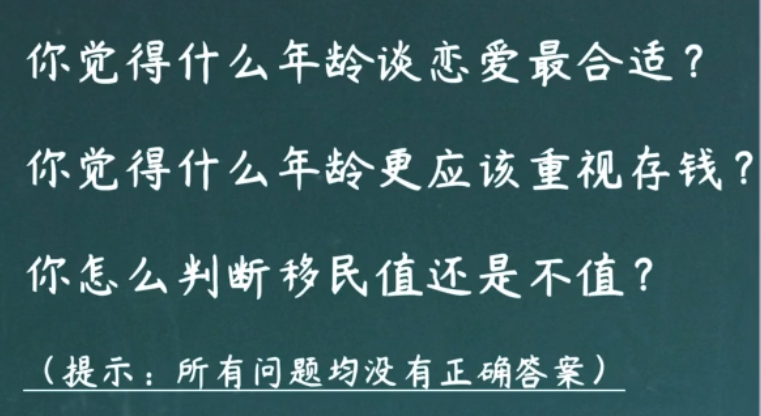 你觉得什么年龄谈恋爱最合适？
你觉得什么年龄更应该重视存钱？
你怎么判断移民值还是不值？
（提示：所有问题均没有正确答案）